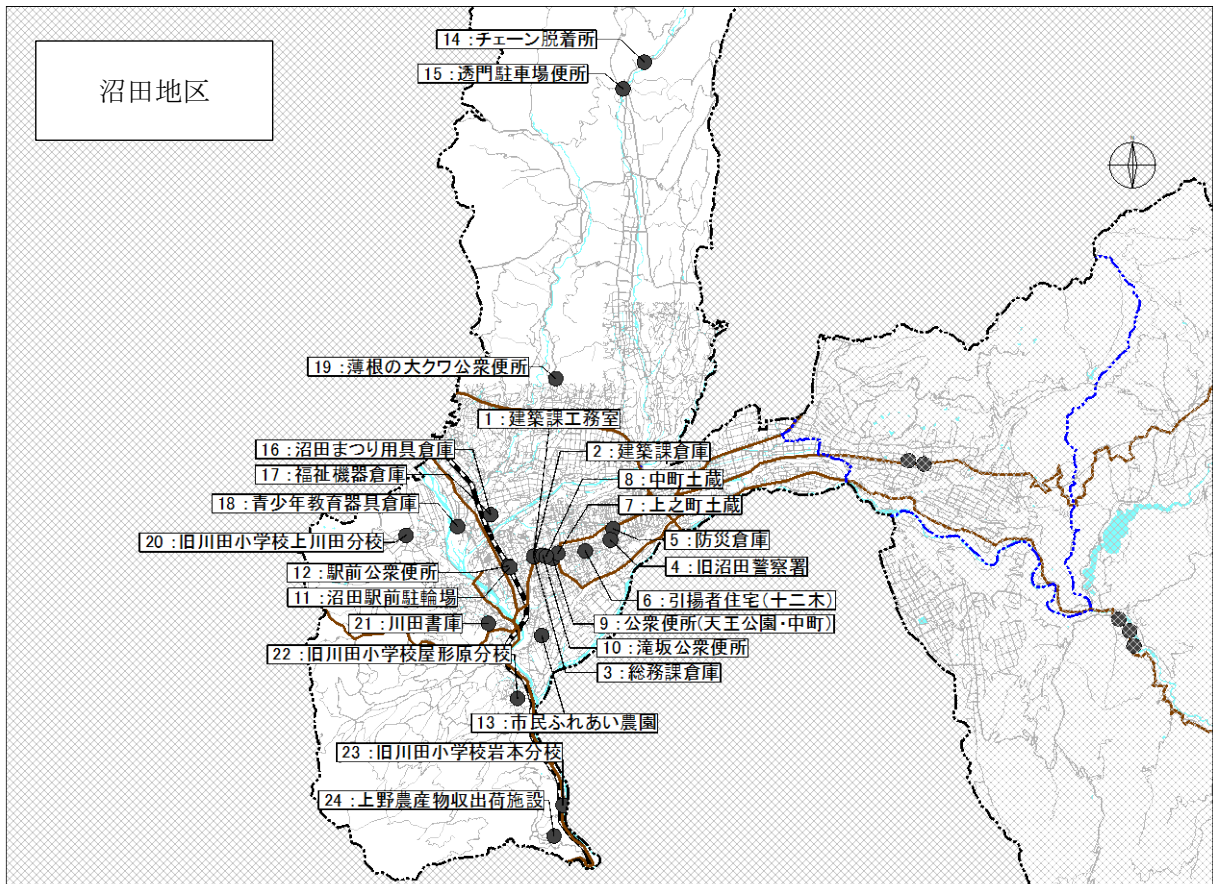 沼田地区
14：チェーン脱着所
15：透門駐車場便所
19：薄根の大クワ公衆便所
1：建築課工務室
16：沼田まつり用具倉庫
2：建築課倉庫
17：福祉機器倉庫
8：中町土蔵
18：青少年教育器具倉庫
7：上之町土蔵
20：旧川田小学校上川田分校
5：防災倉庫
12：駅前公衆便所
4：旧沼田警察署
11：沼田駅前駐輪場
6：引揚者住宅(十二木)
21：川田書庫
9：公衆便所(天王公園・中町)
22：旧川田小学校屋形原分校
10：滝坂公衆便所
3：総務課倉庫
13：市民ふれあい農園
23：旧川田小学校岩本分校
24：上野農産物収出荷施設